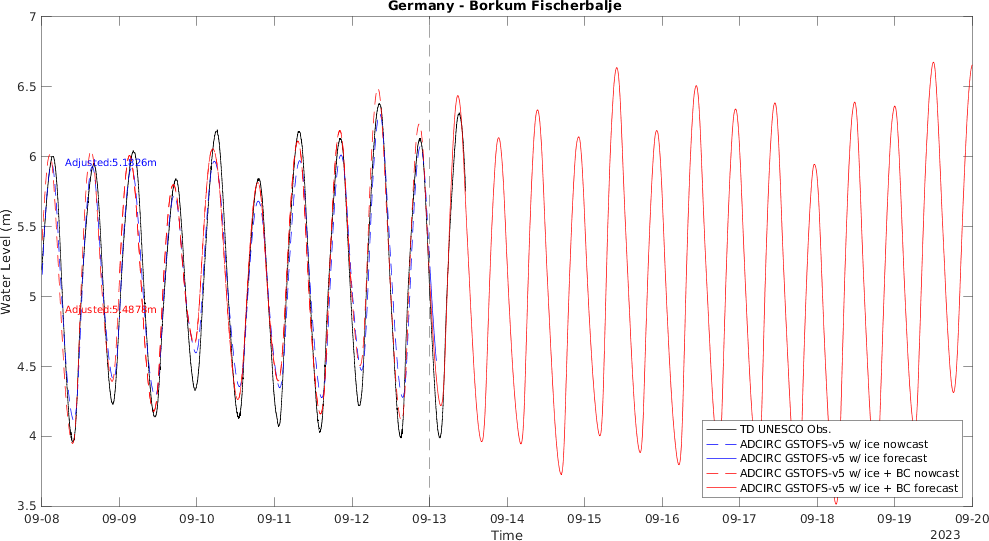 Germany - Borkum Fischerbalje
Water Level (m)
7
6.5
6
5.5
5
4.5
4
3.5
Adjusted:5.1826m
Adjusted:5.4878m
TD UNESCO Obs.
ADCIRC GSTOFS-v5 w/ ice nowcast
ADCIRC GSTOFS-v5 w/ ice forecast
ADCIRC GSTOFS-v5 w/ ice + BC nowcast
ADCIRC GSTOFS-v5 w/ ice + BC forecast
09-08 09-09 09-10 09-11 09-12 09-13 09-14 09-15 09-16 09-17 09-18 09-19 09-20
Time
2023